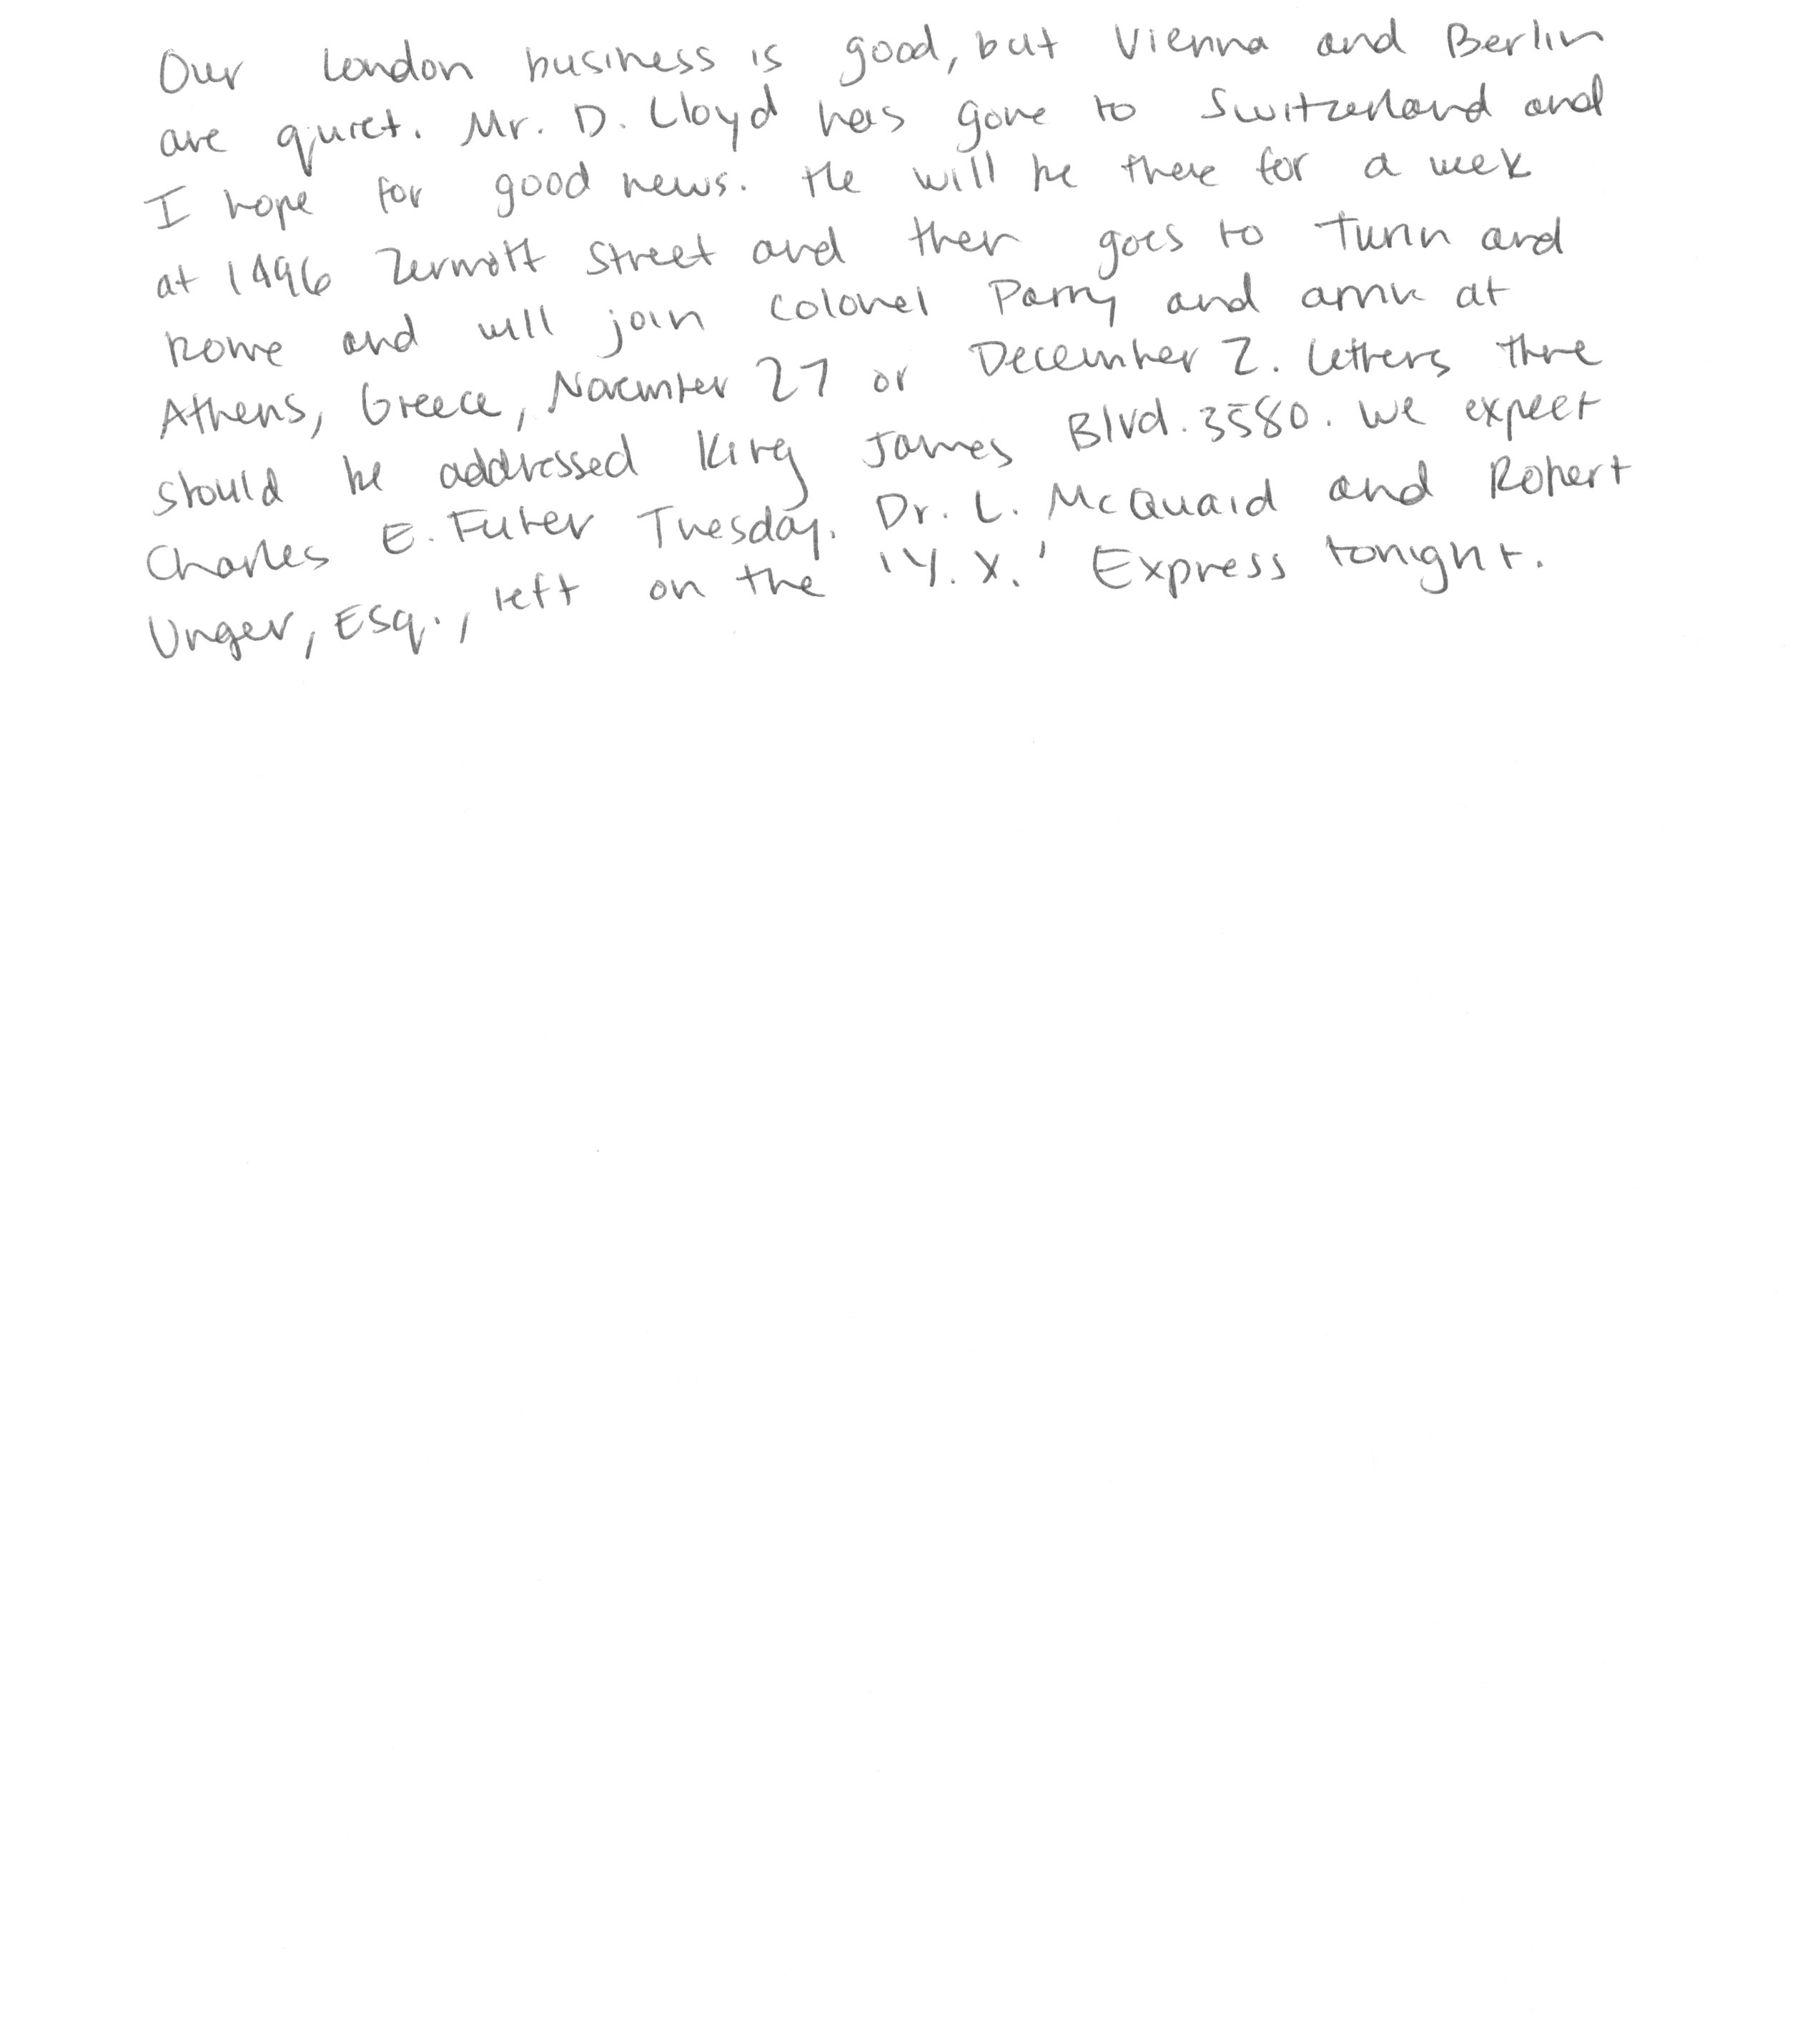 Our London business is good, but Vienna and Berlin
are quiet. Mr. D. Lloyd has gone to Switzerland and
I hope for good news. He will be there for a week
at 1496 Zermott Street and then goes to Turin and
Rome and will join Colonel Parry and arrive at
Athens, Greece, November 27 or December 2. Letters there
should be addressed King James Blvd. 3580. We expect
Charles E. Fuller Tuesday. Dr. L. McQuaid and Robert
Unger, Esq., left on the 'Y.X.' Express tonight.